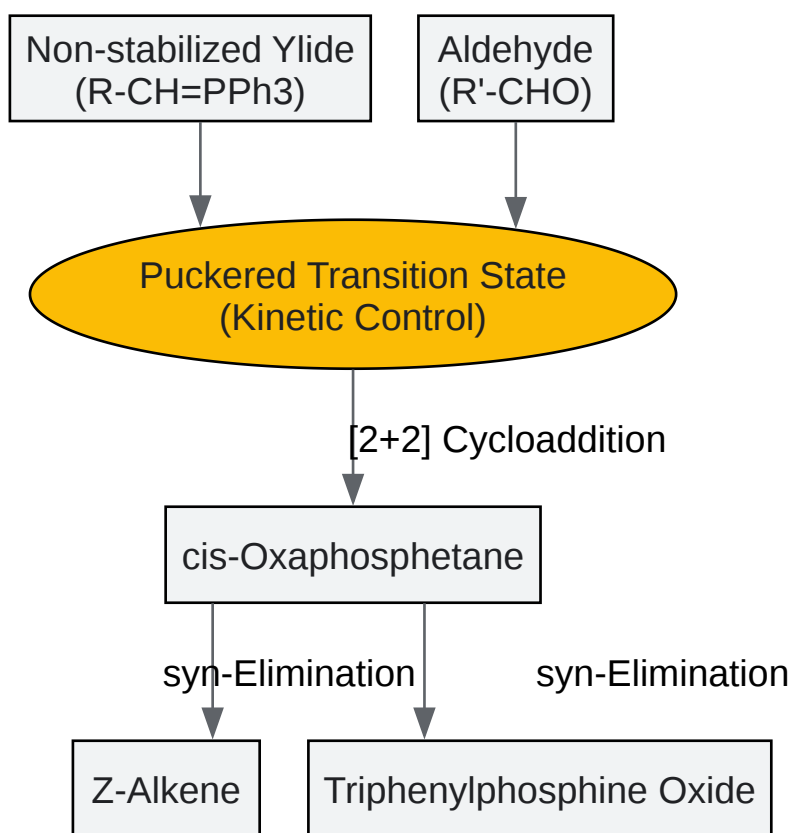 Non-stabilized Ylide
(R-CH=PPh3)
Aldehyde
(R'-CHO)
Puckered Transition State
(Kinetic Control)
[2+2] Cycloaddition
cis-Oxaphosphetane
syn-Elimination
syn-Elimination
Z-Alkene
Triphenylphosphine Oxide